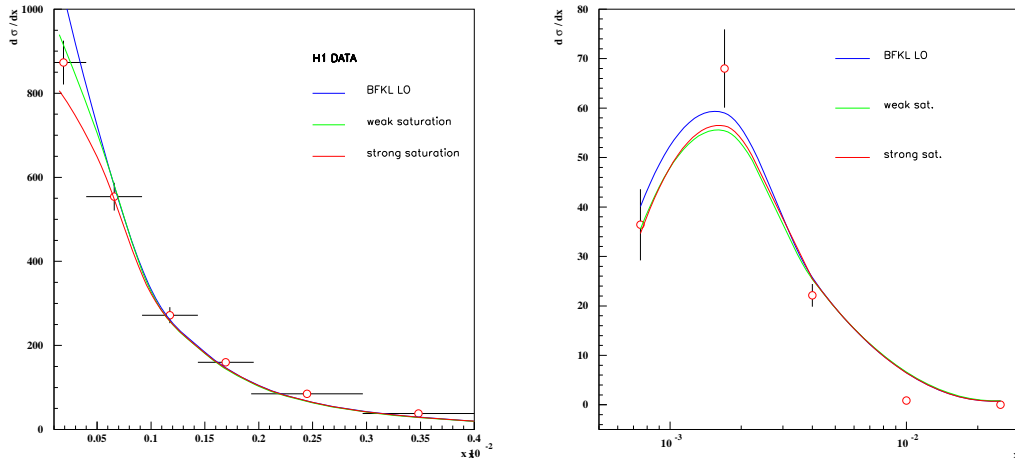 d σ / dx
1000
800
600
400
200
0
H1 DATA
BFKL LO
weak saturation
strong saturation
0.05 0.1 0.15 0.2 0.25 0.3 0.35 0.4
x 10 -2
d σ / dx
80
70
60
50
40
30
20
10
0
BFKL LO
weak sat.
strong sat.
10 -3 10 -2